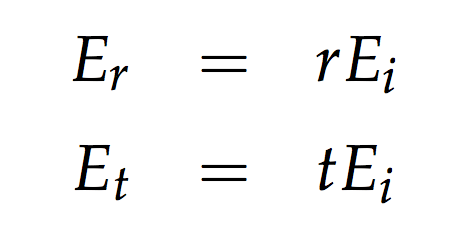 E_r = rE_i
E_t = tE_i